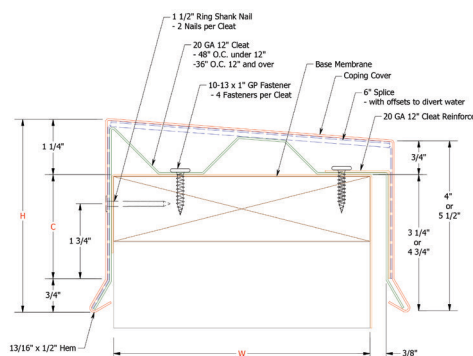 1 1/2" Ring Shank Nail
- 2 Nails per Cleat
20 GA 12" Cleat
- 48" O.C. under 12"
-36" O.C. 12" and over
10-13 x 1" GP Fastener
- 4 Fasteners per Cleat
Base Membrane
Coping Cover
6" Splice
- with offsets to divert water
20 GA 12" Cleat Reinforce
1 1/4"
3/4"
H
C
4"
or
5 1/2"
3 1/4"
or
4 3/4"
1 3/4"
3/4"
13/16" x 1/2" Hem
W
3/8"